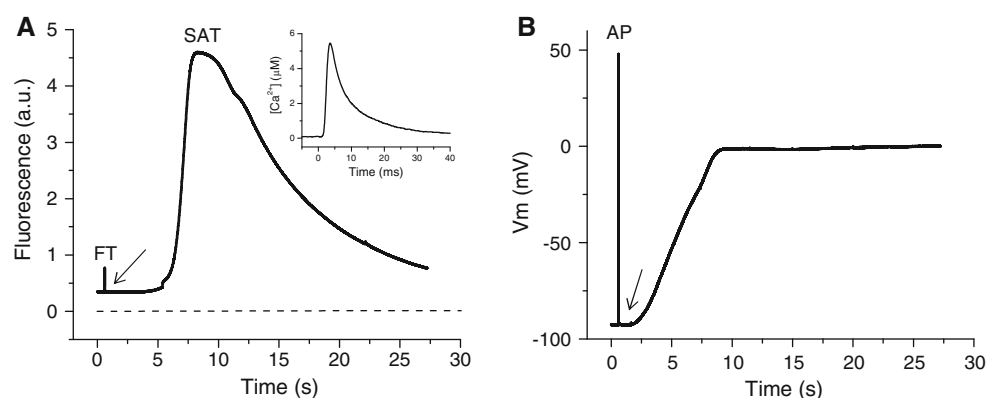 A
SAT
FT
5
4
3
2
1
0
Fluorescence (a.u.)
0 5 10 15 20 25 30
Time (s)
6
4
2
0
[Ca²⁺] (μM)
0 10 20 30 40
Time (ms)
B
AP
50
0
-50
-100
Vm (mV)
0 5 10 15 20 25 30
Time (s)